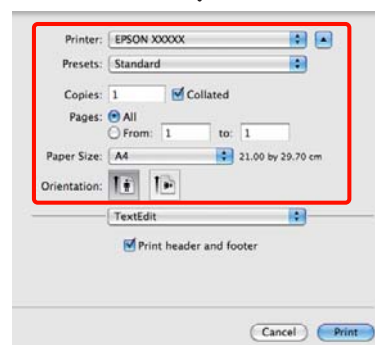 Printer: EPSON XXXXX
Presets: Standard
Copies: 1 Collated
Pages: All
From: 1 to: 1
Paper Size: A4 21.00 by 29.70 cm
Orientation:
TextEdit
Print header and footer
Cancel Print